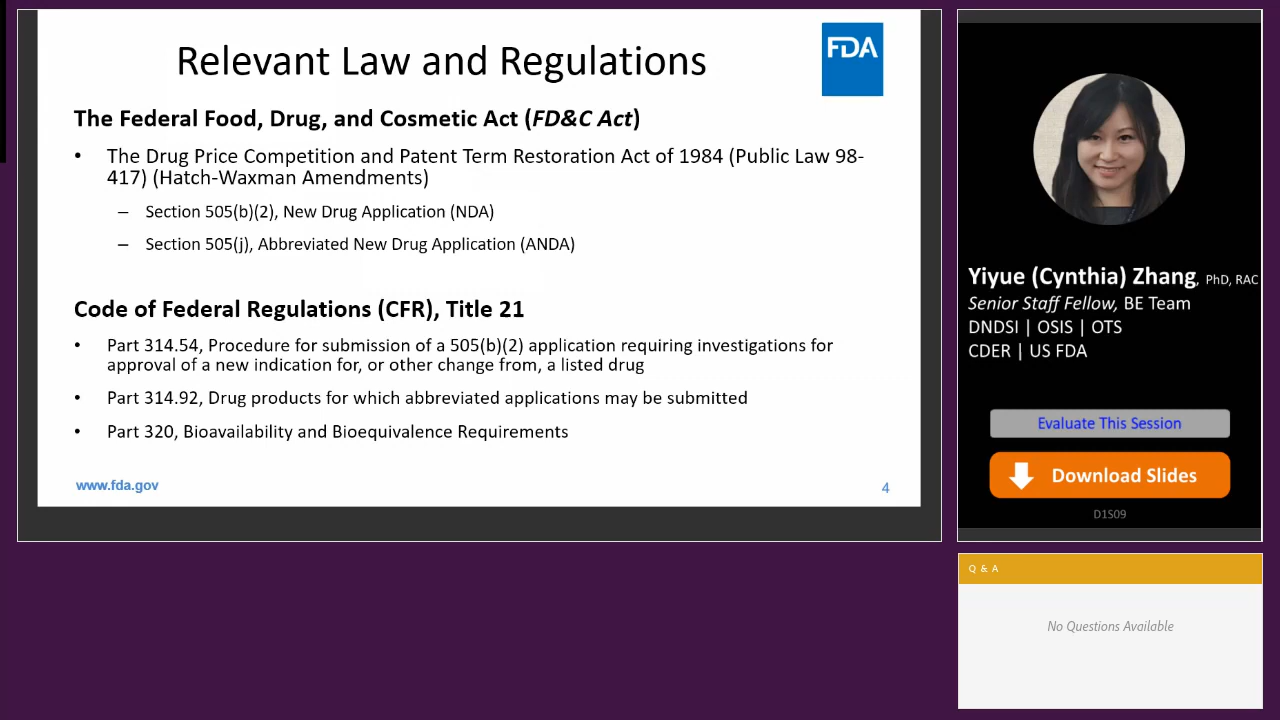 Relevant Law and Regulations
FDA
The Federal Food, Drug, and Cosmetic Act (FD&C Act)
• The Drug Price Competition and Patent Term Restoration Act of 1984 (Public Law 98-
417) (Hatch-Waxman Amendments)
– Section 505(b)(2), New Drug Application (NDA)
– Section 505(j), Abbreviated New Drug Application (ANDA)
Code of Federal Regulations (CFR), Title 21
• Part 314.54, Procedure for submission of a 505(b)(2) application requiring investigations for
approval of a new indication for, or other change from, a listed drug
• Part 314.92, Drug products for which abbreviated applications may be submitted
• Part 320, Bioavailability and Bioequivalence Requirements
www.fda.gov
4
Yiyue (Cynthia) Zhang, PhD, RAC
Senior Staff Fellow, BE Team
DNDSI | OSIS | OTS
CDER | US FDA
Evaluate This Session
Download Slides
D1S09
Q & A
No Questions Available